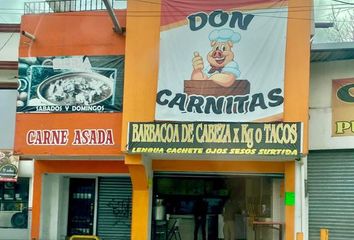 DON
CARNITAS
SABADOS Y DOMINGOS
CARNE ASADA
BARBACOA DE CABEZA x Kg o TACOS
LENGUA CACHETE OJOS SESOS SURTIDA